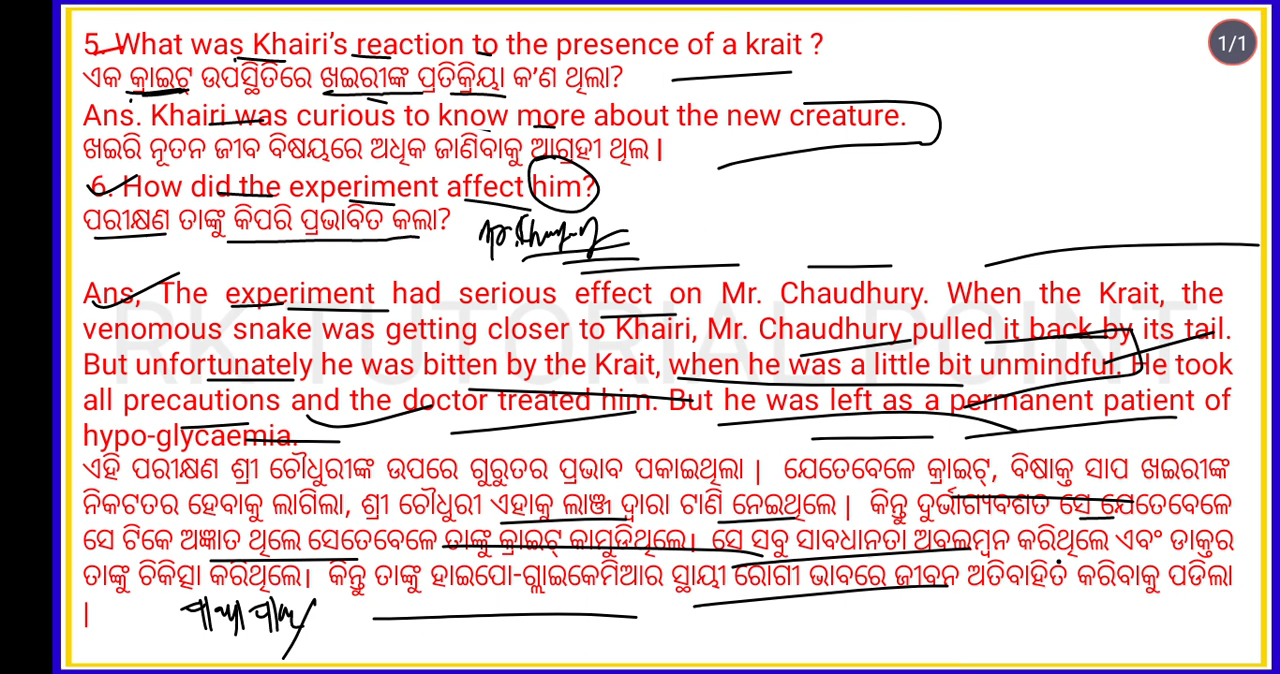 1/1
5. What was Khairi's reaction to the presence of a krait ?
ଏକ କ୍ରାଇଟ୍ ଉପସ୍ଥିତିରେ ଖଇରୀଙ୍କ ପ୍ରତିକ୍ରିୟା କ'ଣ ଥିଲା?
Ans. Khairi was curious to know more about the new creature.
ଖଇରି ନୂତନ ଜୀବ ବିଷୟରେ ଅଧିକ ଜାଣିବାକୁ ଆଗ୍ରହୀ ଥିଲ |
6. How did the experiment affect him?
ପରୀକ୍ଷଣ ତାଙ୍କୁ କିପରି ପ୍ରଭାବିତ କଲା?
Ans, The experiment had serious effect on Mr. Chaudhury. When the Krait, the
venomous snake was getting closer to Khairi, Mr. Chaudhury pulled it back by its tail.
But unfortunately he was bitten by the Krait, when he was a little bit unmindful. He took
all precautions and the doctor treated him. But he was left as a permanent patient of
hypo-glycaemia.
ଏହି ପରୀକ୍ଷଣ ଶ୍ରୀ ଚୌଧୁରୀଙ୍କ ଉପରେ ଗୁରୁତର ପ୍ରଭାବ ପକାଇଥିଲା | ଯେତେବେଳେ କ୍ରାଇଟ୍, ବିଷାକ୍ତ ସାପ ଖଇରୀଙ୍କ
ନିକଟତର ହେବାକୁ ଲାଗିଲା, ଶ୍ରୀ ଚୌଧୁରୀ ଏହାକୁ ଲାଞ୍ଜ ଦ୍ୱାରା ଟାଣି ନେଇଥିଲେ | କିନ୍ତୁ ଦୁର୍ଭାଗ୍ୟବଶତ ସେ ଯେତେବେଳେ
ସେ ଟିକେ ଅଜ୍ଞାତ ଥିଲେ ସେତେବେଳେ ତାଙ୍କୁ କ୍ରାଇଟ୍ କାମୁଡିଥିଲେ। ସେ ସବୁ ସାବଧାନତା ଅବଲମ୍ବନ କରିଥିଲେ ଏବଂ ଡାକ୍ତର
ତାଙ୍କୁ ଚିକିତ୍ସା କରିଥିଲେ। କିନ୍ତୁ ତାଙ୍କୁ ହାଇପୋ-ଗ୍ଲାଇକେମିଆର ସ୍ଥାୟୀ ରୋଗୀ ଭାବରେ ଜୀବନ ଅତିବାହିତ କରିବାକୁ ପଡିଲା
|
RK TUTORIAL POINT